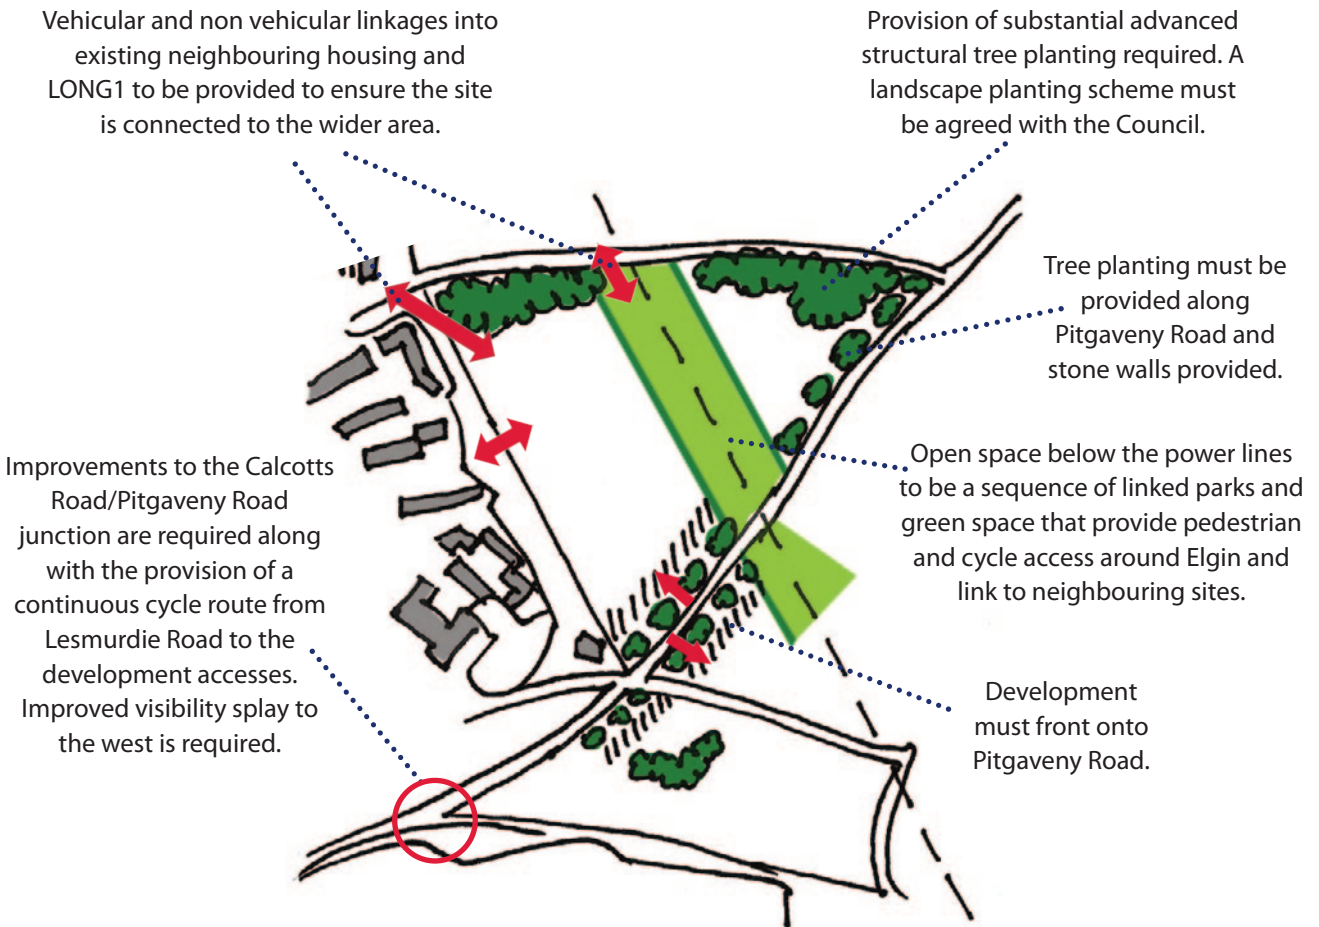 Vehicular and non vehicular linkages into
existing neighbouring housing and
LONG1 to be provided to ensure the site
is connected to the wider area.
Provision of substantial advanced
structural tree planting required. A
landscape planting scheme must
be agreed with the Council.
Tree planting must be
provided along
Pitgaveny Road and
stone walls provided.
Open space below the power lines
to be a sequence of linked parks and
green space that provide pedestrian
and cycle access around Elgin and
link to neighbouring sites.
Improvements to the Calcotts
Road/Pitgaveny Road
junction are required along
with the provision of a
continuous cycle route from
Lesmurdie Road to the
development accesses.
Improved visibility splay to
the west is required.
Development
must front onto
Pitgaveny Road.